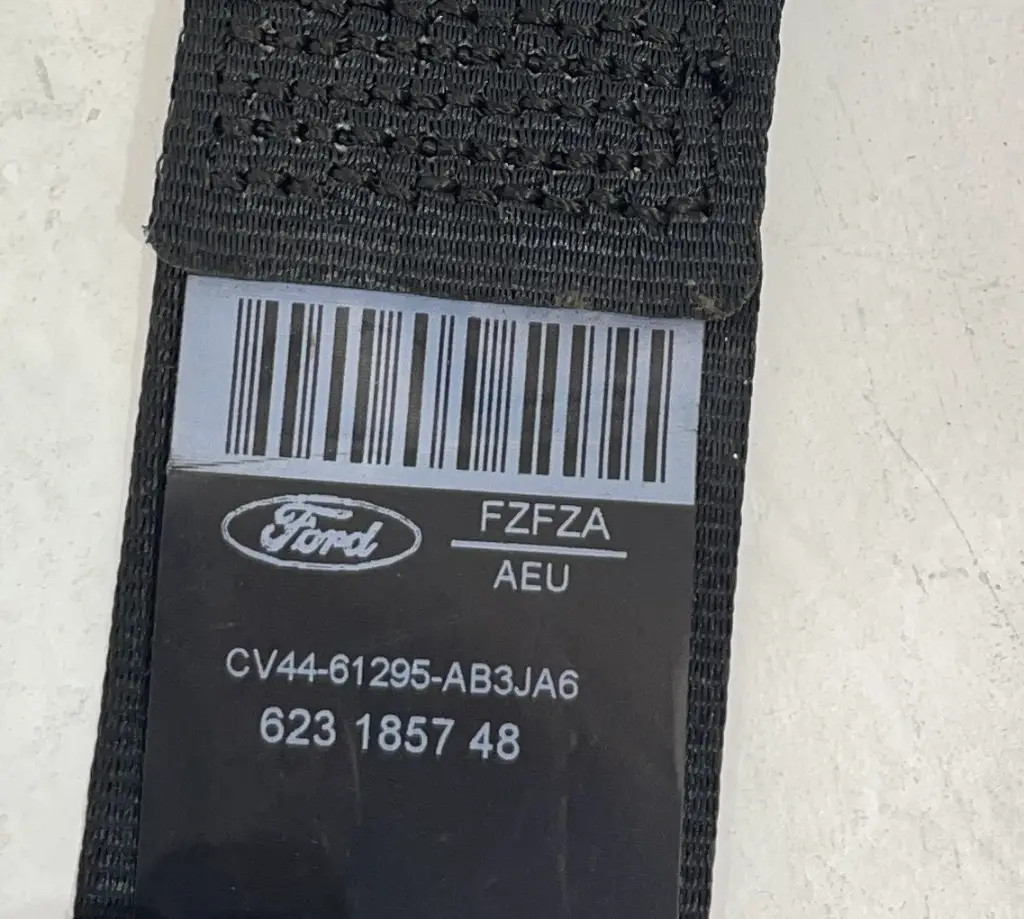 Ford
FZFZA
AEU
CV44-61295-AB3JA6
623 1857 48